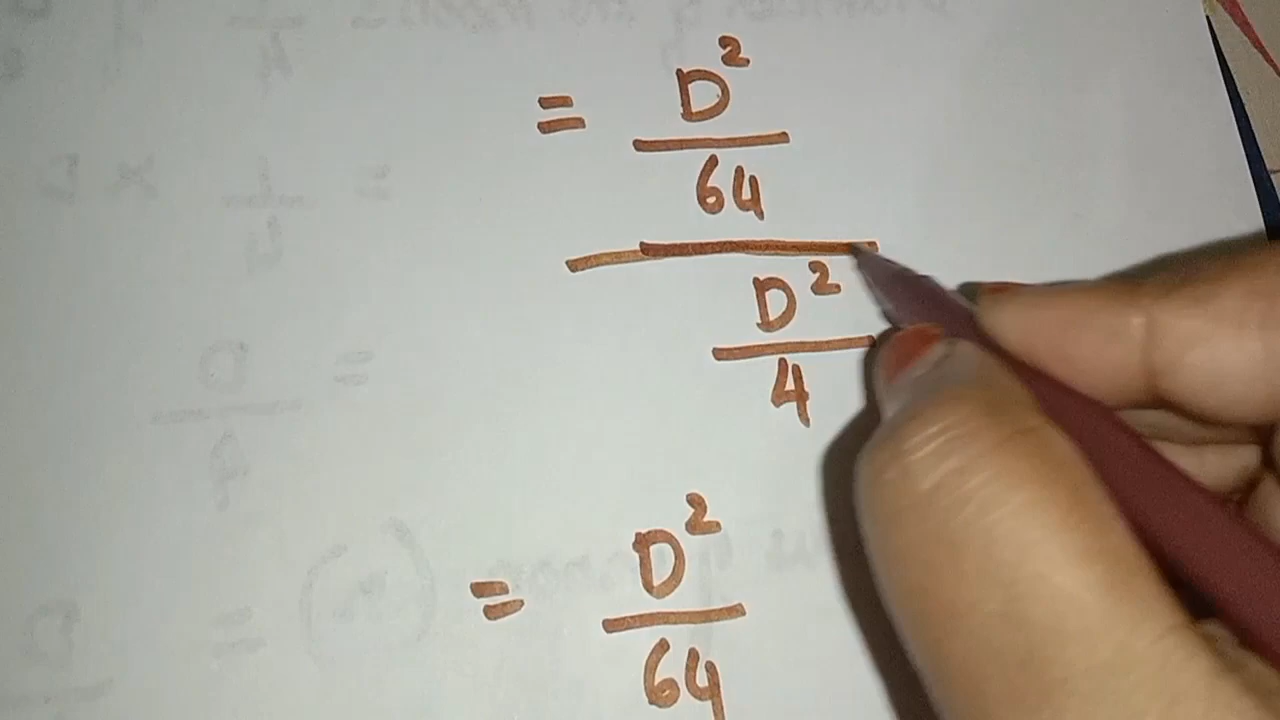 = D²
64
D²
4
= D²
64